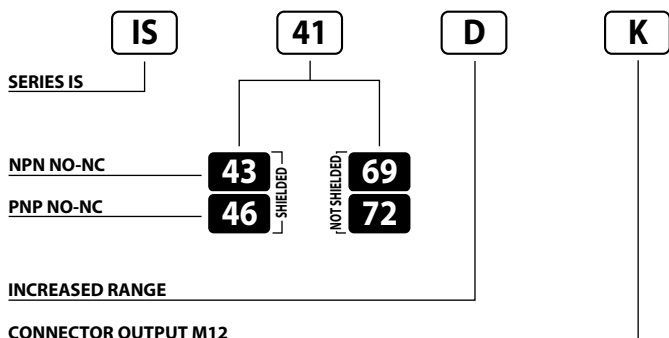 IS 41 D K
SERIES IS
NPN NO-NC 43 SHIELDED NOT SHIELDED 69
PNP NO-NC 46 72
INCREASED RANGE
CONNECTOR OUTPUT M12